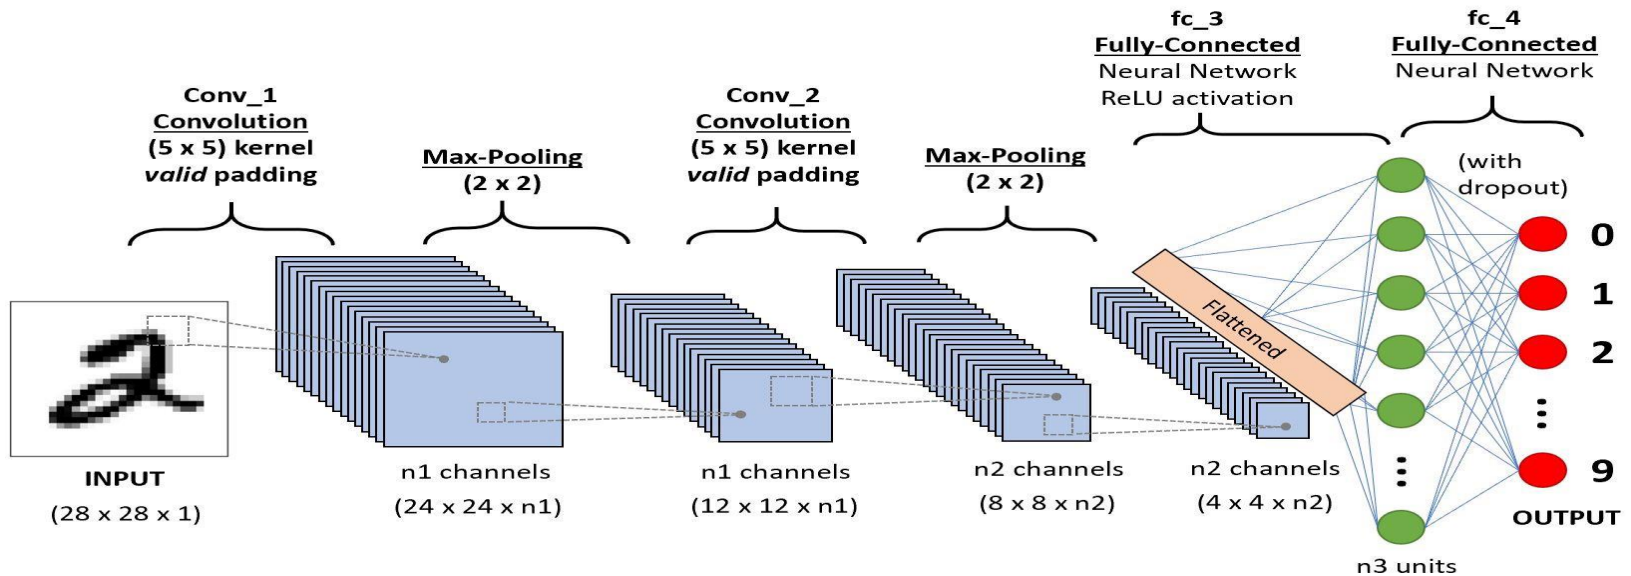 Conv_1
Convolution
(5 x 5) kernel
valid padding
Max-Pooling
(2 x 2)
Conv_2
Convolution
(5 x 5) kernel
valid padding
Max-Pooling
(2 x 2)
fc_3
Fully-Connected
Neural Network
ReLU activation
fc_4
Fully-Connected
Neural Network
(with
dropout)
Flattened
0
1
2
9
2
INPUT
(28 x 28 x 1)
n1 channels
(24 x 24 x n1)
n1 channels
(12 x 12 x n1)
n2 channels
(8 x 8 x n2)
n2 channels
(4 x 4 x n2)
n3 units
OUTPUT